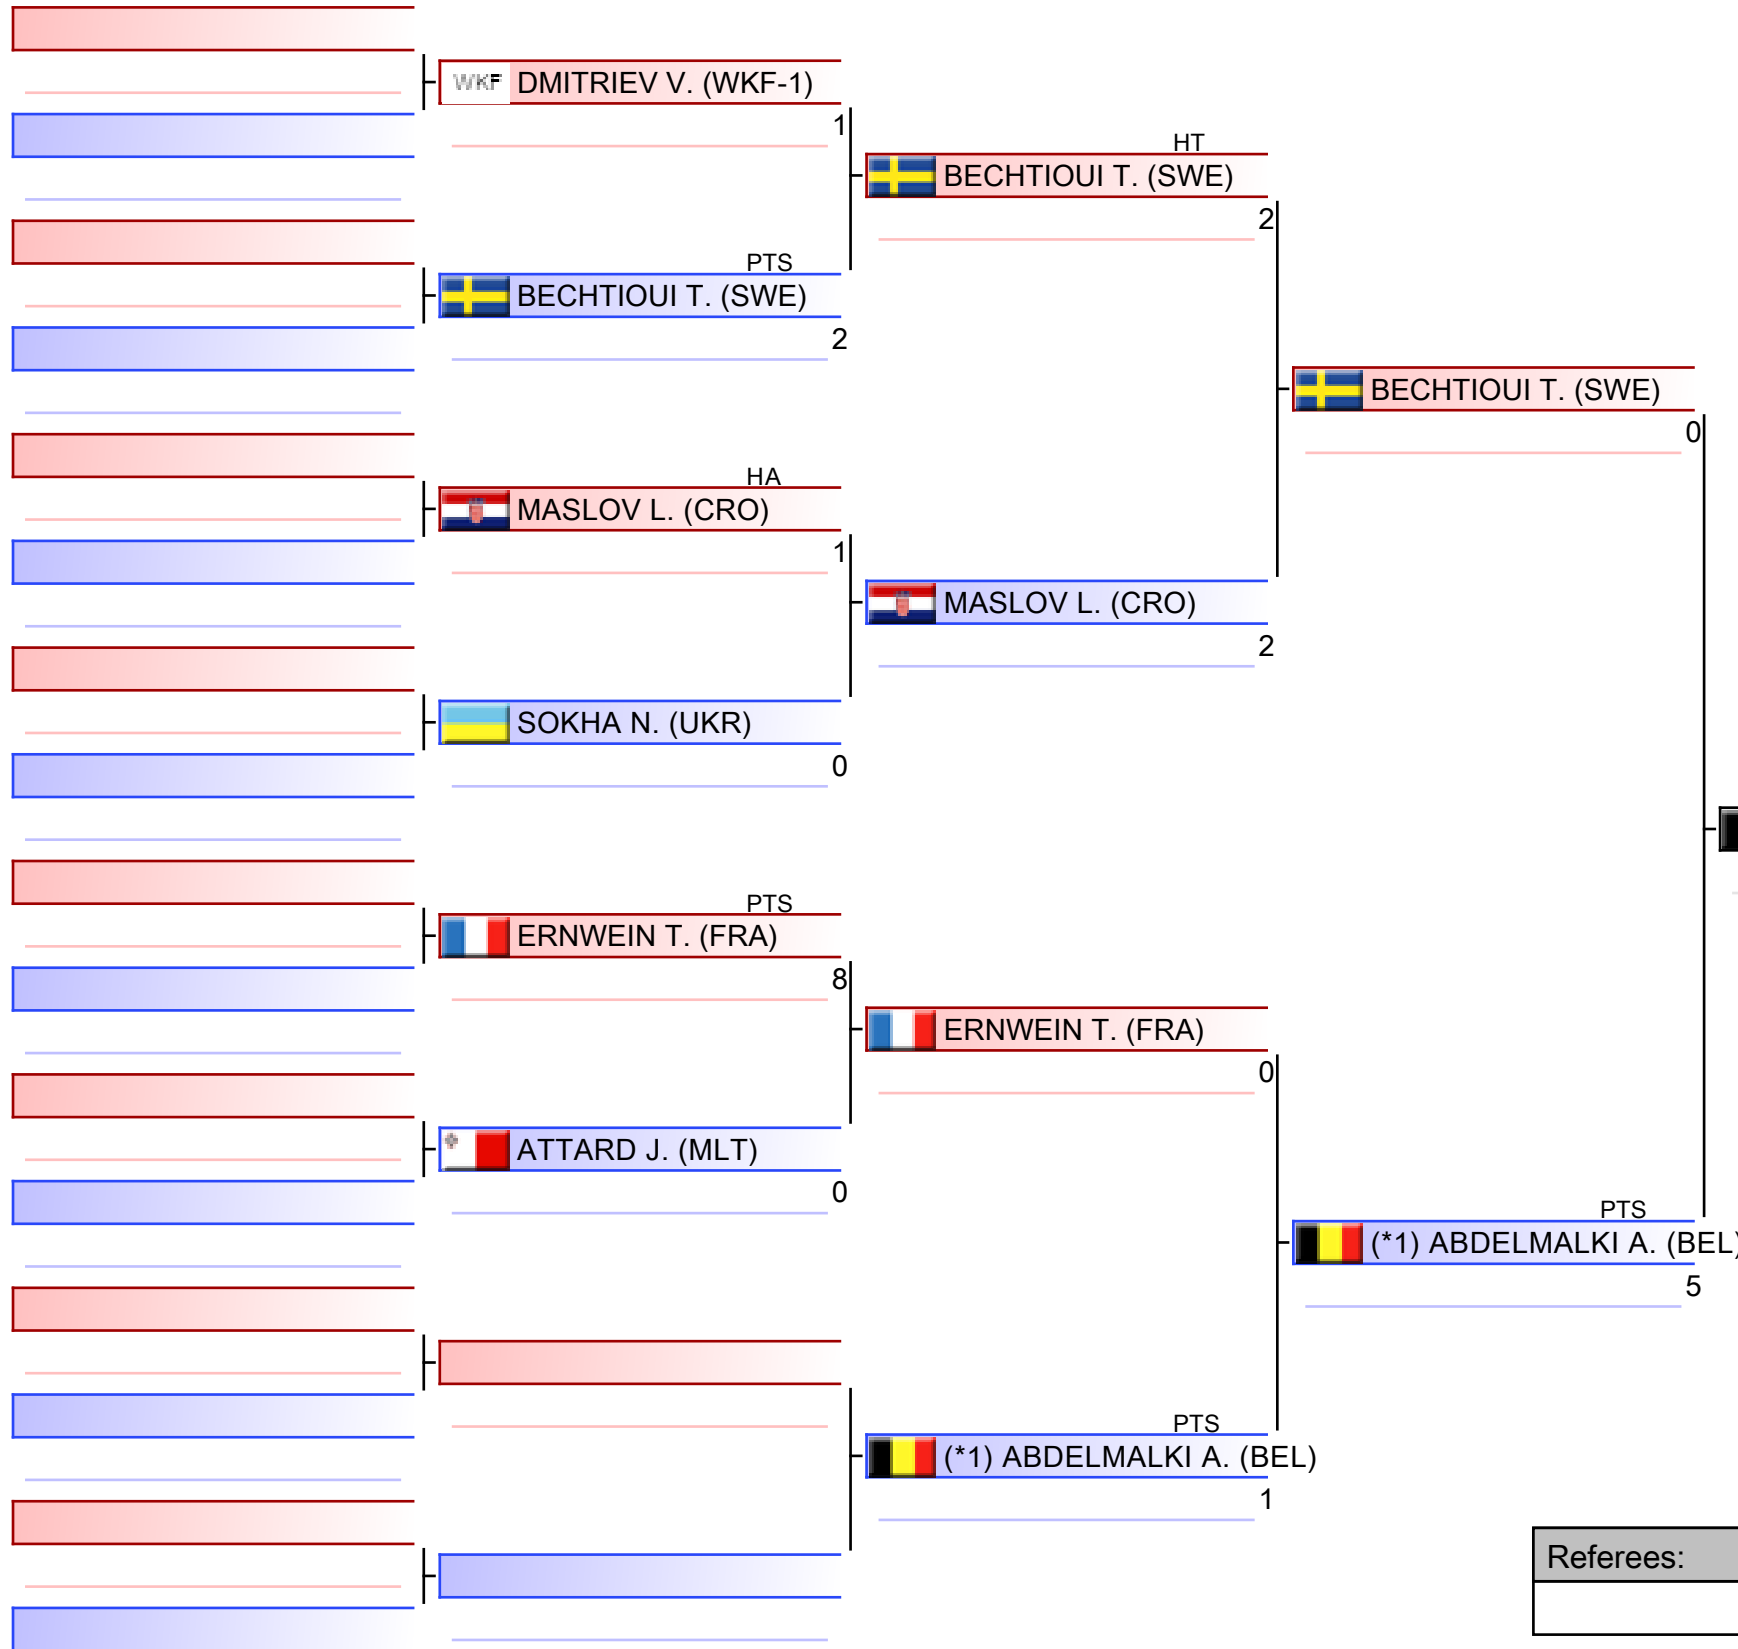 WKF DMITRIEV V. (WKF-1)
1
PTS
BECHTIOUI T. (SWE)
2
HA
MASLOV L. (CRO)
1
SOKHA N. (UKR)
0
PTS
ERNWEIN T. (FRA)
8
ATTARD J. (MLT)
0
HT
BECHTIOUI T. (SWE)
2
MASLOV L. (CRO)
2
ERNWEIN T. (FRA)
0
PTS
(*1) ABDELMALKI A. (BEL)
1
BECHTIOUI T. (SWE)
0
PTS
(*1) ABDELMALKI A. (BEL)
5
Referees: